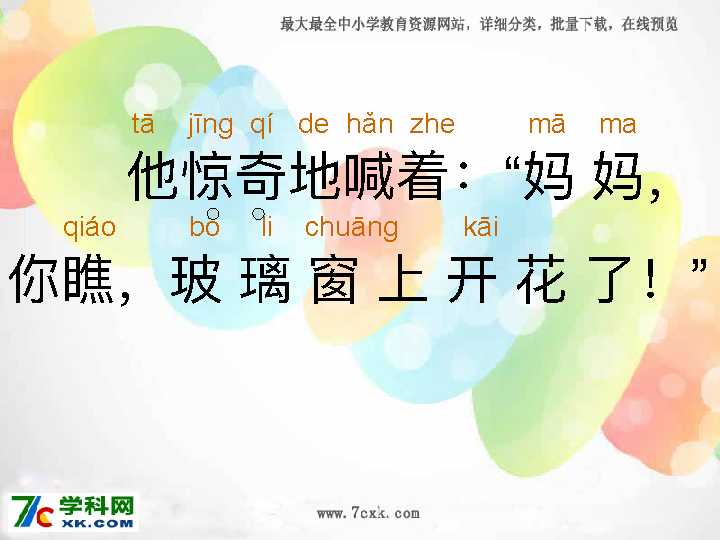 最大最全中小学教育资源网站，详细分类，批量下载，在线预览
tā jīng qí de hǎn zhe mā ma
他惊奇地喊着：“妈妈，
qiáo bō li chuāng kāi
你瞧，玻璃窗上开花了！”
7c学科网
XK.COM
www.7cxk.com